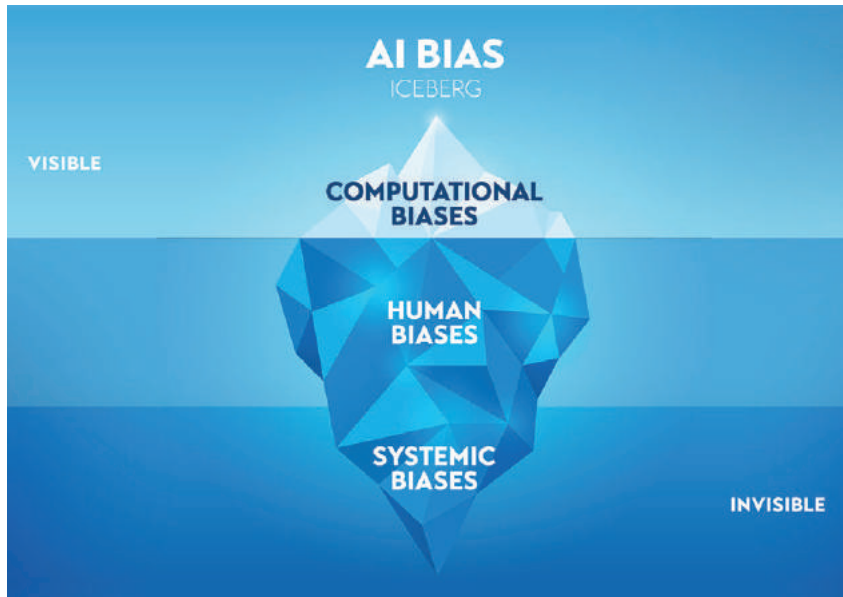 AI BIAS
ICEBERG
VISIBLE
COMPUTATIONAL
BIASES
HUMAN
BIASES
SYSTEMIC
BIASES
INVISIBLE